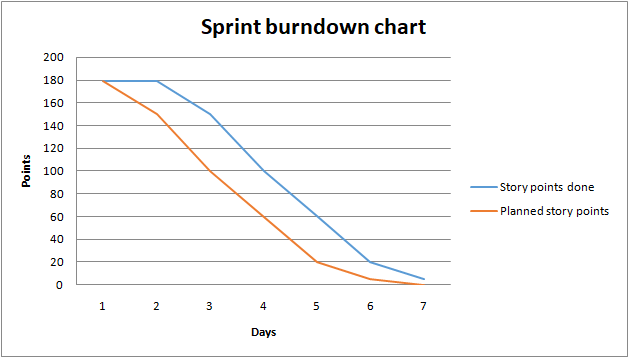 Sprint burndown chart
200
180
160
140
120
100
80
60
40
20
0
Points
1 2 3 4 5 6 7
Days
Story points done
Planned story points